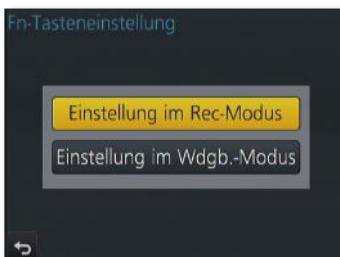 Fn-Tasteneinstellung
Einstellung im Rec-Modus
Einstellung im Wdgb.-Modus